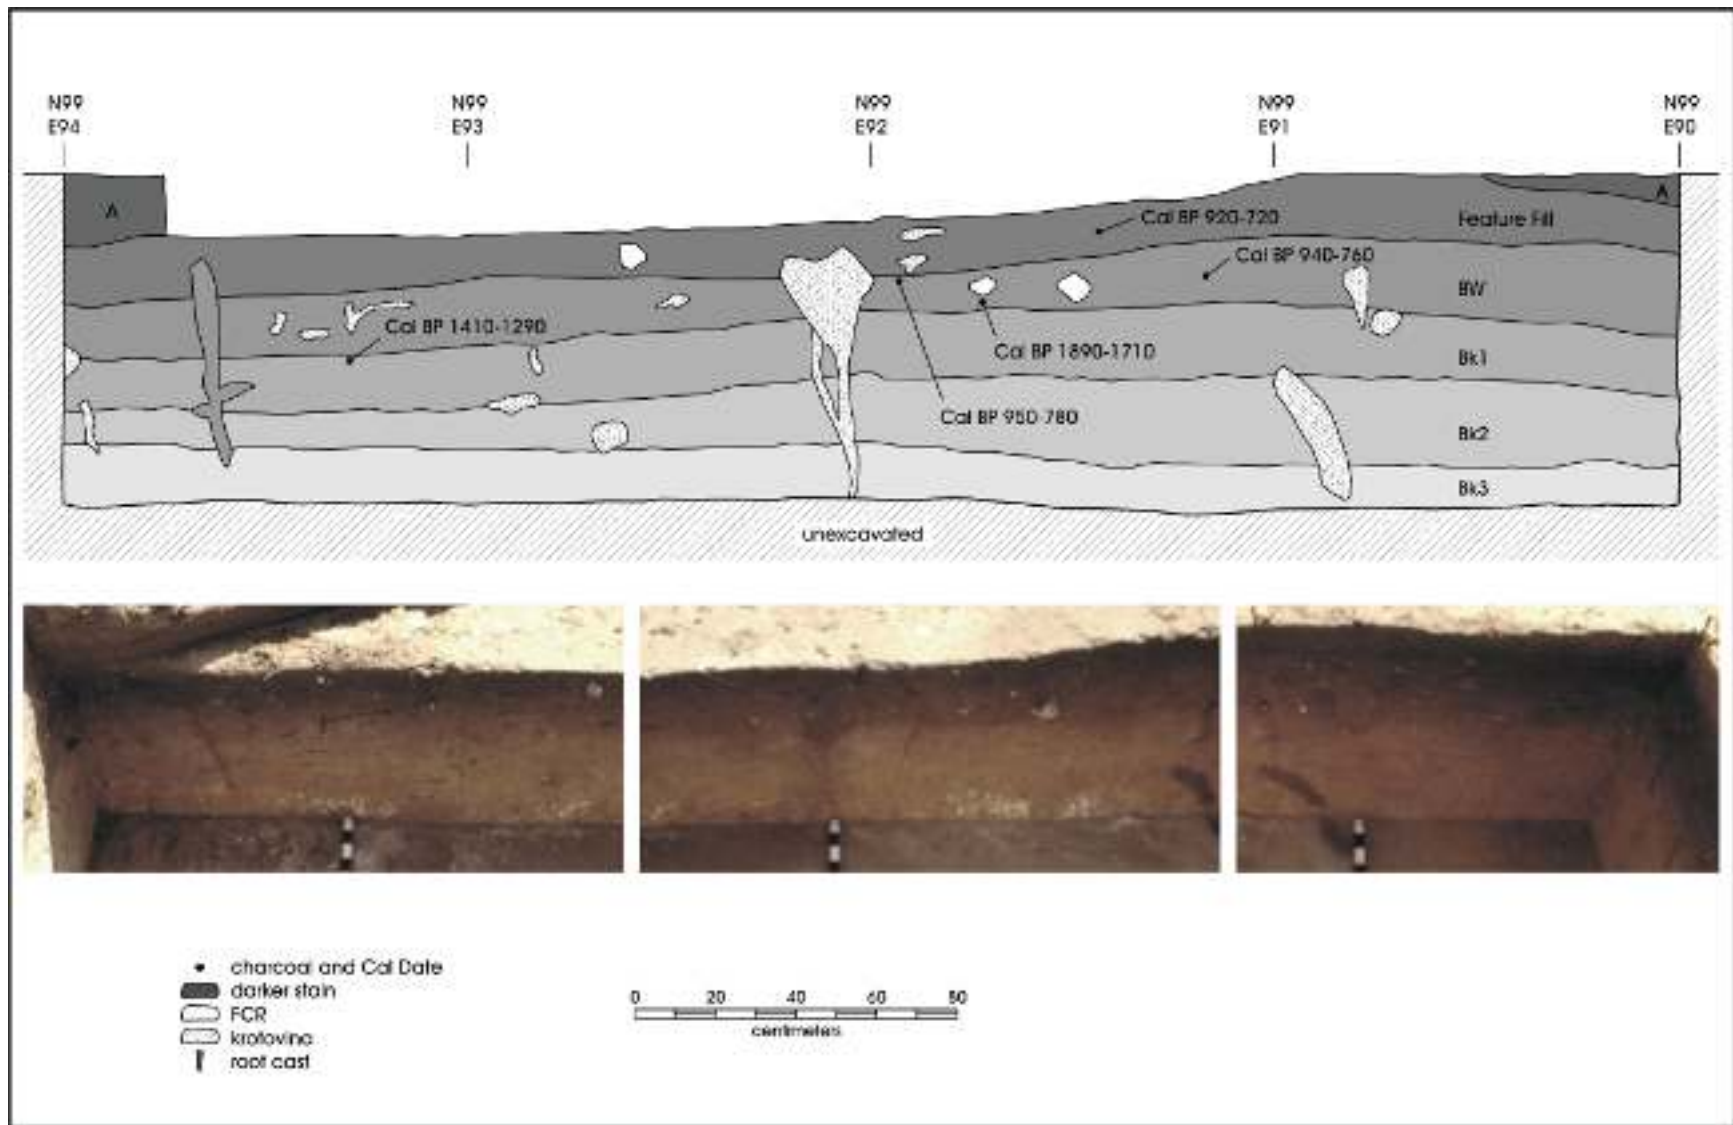 N99 N99 N99 N99 N99
E94 E93 E92 E91 E90
A A
Cal BP 920-720 Feature Fill
Cal BP 940-760
BW
Cal BP 1410-1290
Cal BP 1890-1710 Bk1
Cal BP 950-780
Bk2
Bk3
unexcavated
charcoal and Cal Date
darker stain
FCR
krotovina
root cast
0 20 40 60 80
centimeters